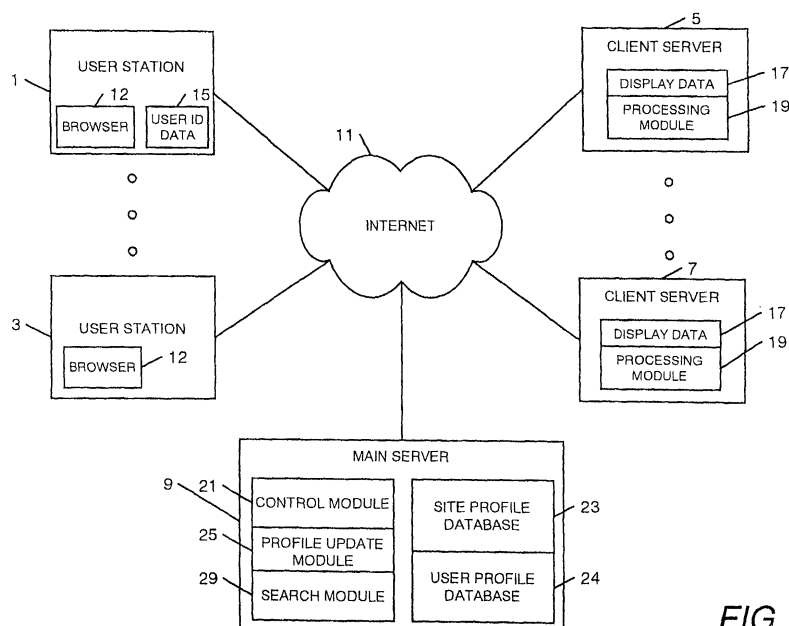 5
USER STATION
CLIENT SERVER
1
12
15
DISPLAY DATA
17
BROWSER
USER ID
DATA
PROCESSING
MODULE
19
11
INTERNET
7
CLIENT SERVER
3
USER STATION
DISPLAY DATA
17
BROWSER
12
PROCESSING
MODULE
19
MAIN SERVER
9
21
CONTROL MODULE
SITE PROFILE
DATABASE
23
25
PROFILE UPDATE
MODULE
29
SEARCH MODULE
USER PROFILE
DATABASE
24
FIG